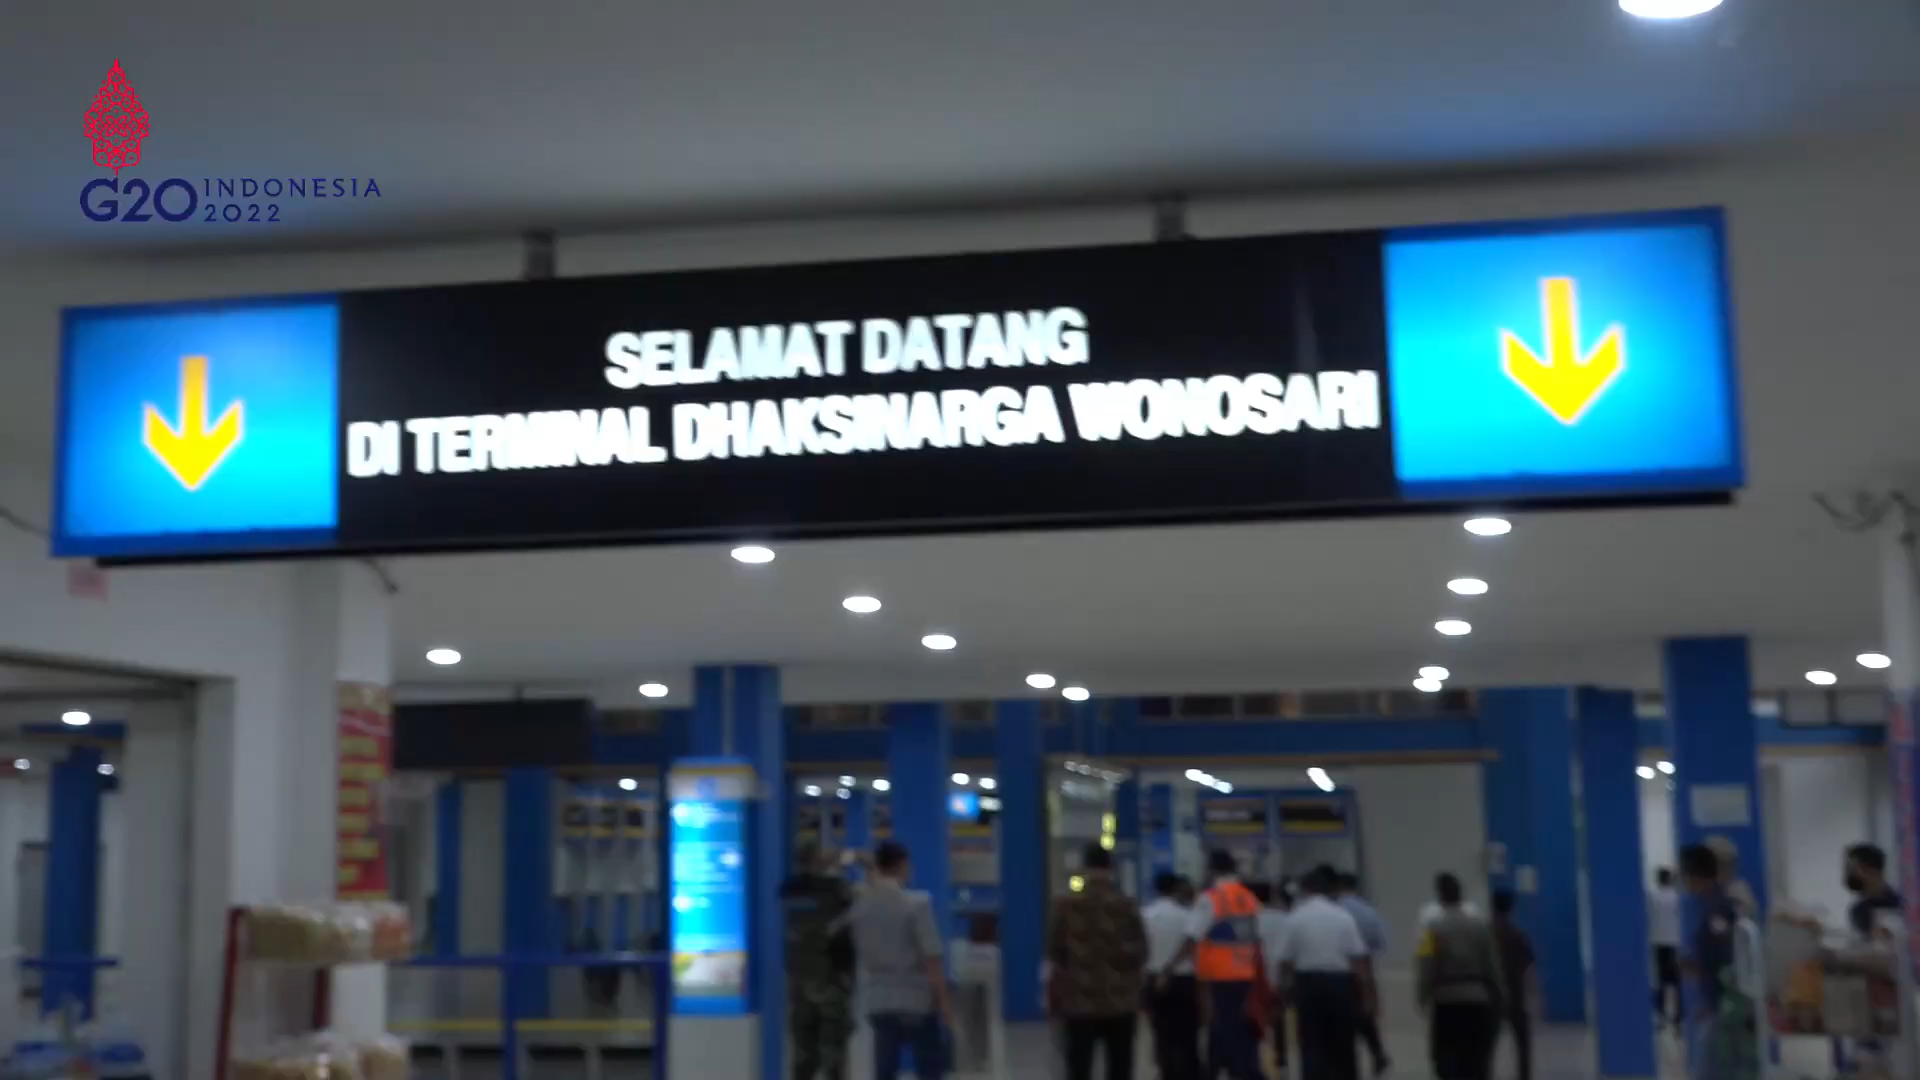 G20 INDONESIA
2022
SELAMAT DATANG
DI TERMINAL DHAKSINARGA WONOSARI